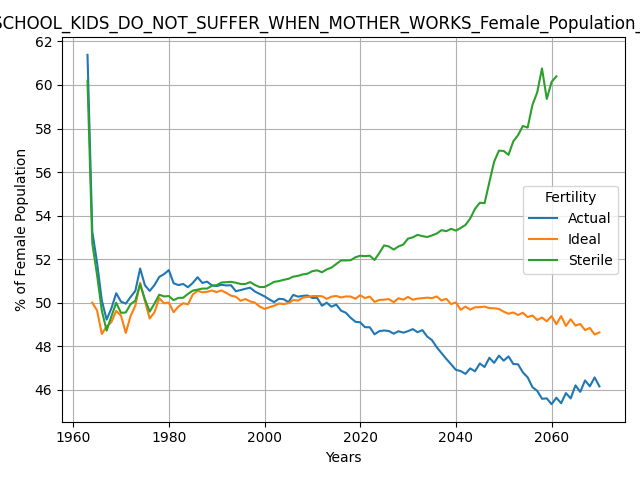 SCHOOL_KIDS_DO_NOT_SUFFER_WHEN_MOTHER_WORKS_Female_Population_
62
60
58
56
54
52
50
48
46
% of Female Population
Fertility
Actual
Ideal
Sterile
1960 1980 2000 2020 2040 2060
Years